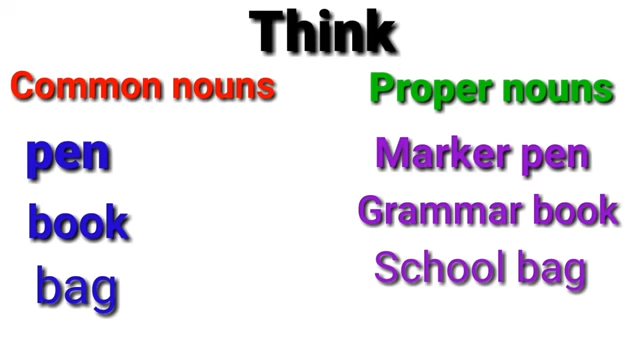 Think
Common nouns
Proper nouns
pen
Marker pen
book
Grammar book
bag
School bag